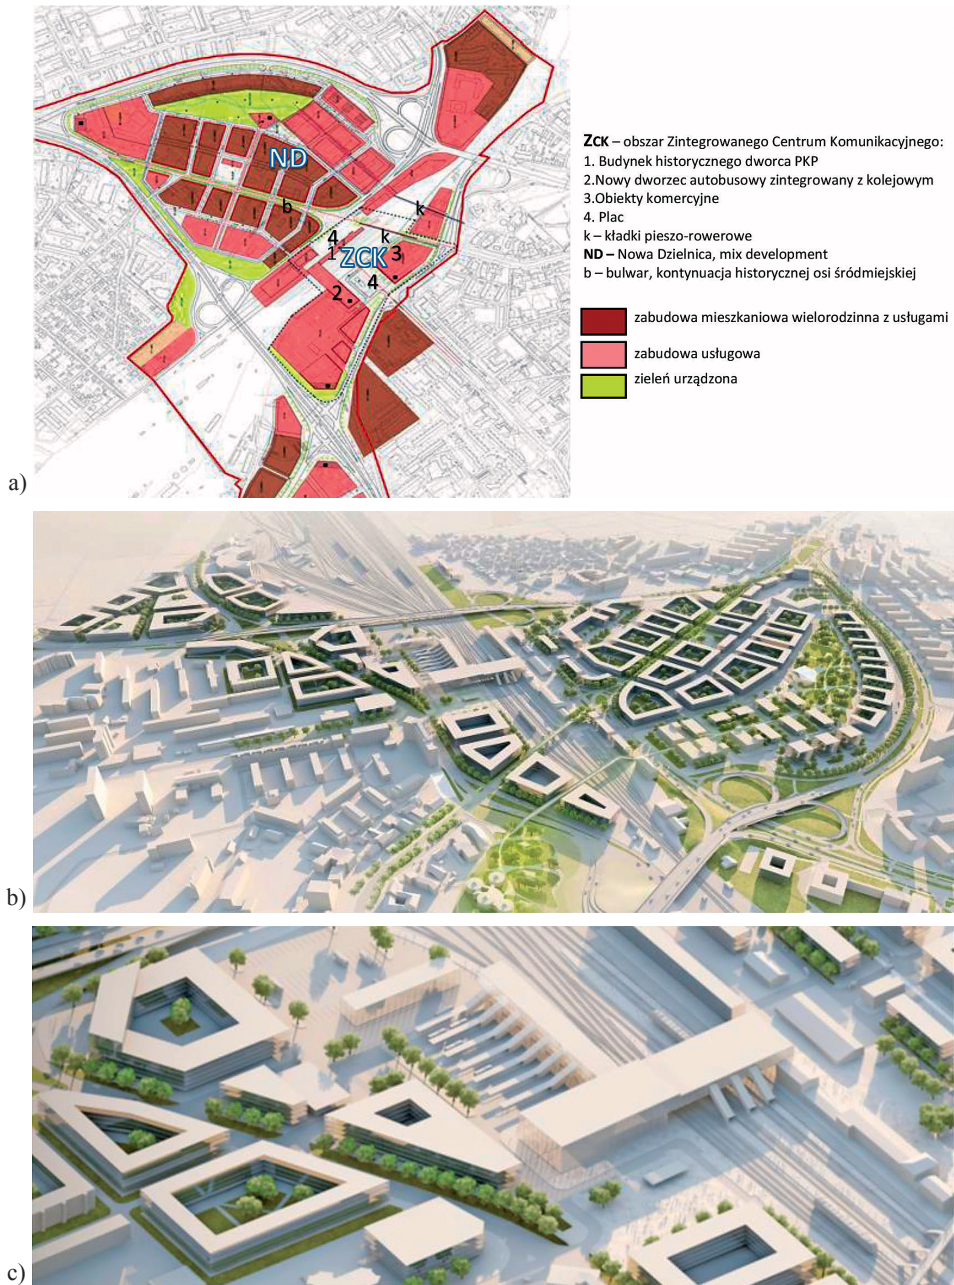 ZCK – obszar Zintegrowanego Centrum Komunikacyjnego:
1. Budynek historycznego dworca PKP
2.Nowy dworzec autobusowy zintegrowany z kolejowym
3.Obiekty komercyjne
4. Plac
k – kładki pieszo-rowerowe
ND – Nowa Dzielnica, mix development
b – bulwar, kontynuacja historycznej osi śródmiejskiej
zabudowa mieszkaniowa wielorodzinna z usługami
zabudowa usługowa
zieleń urządzona
ND
b
k
4
k
1
ZCK
3
2
4
a)
b)
c)